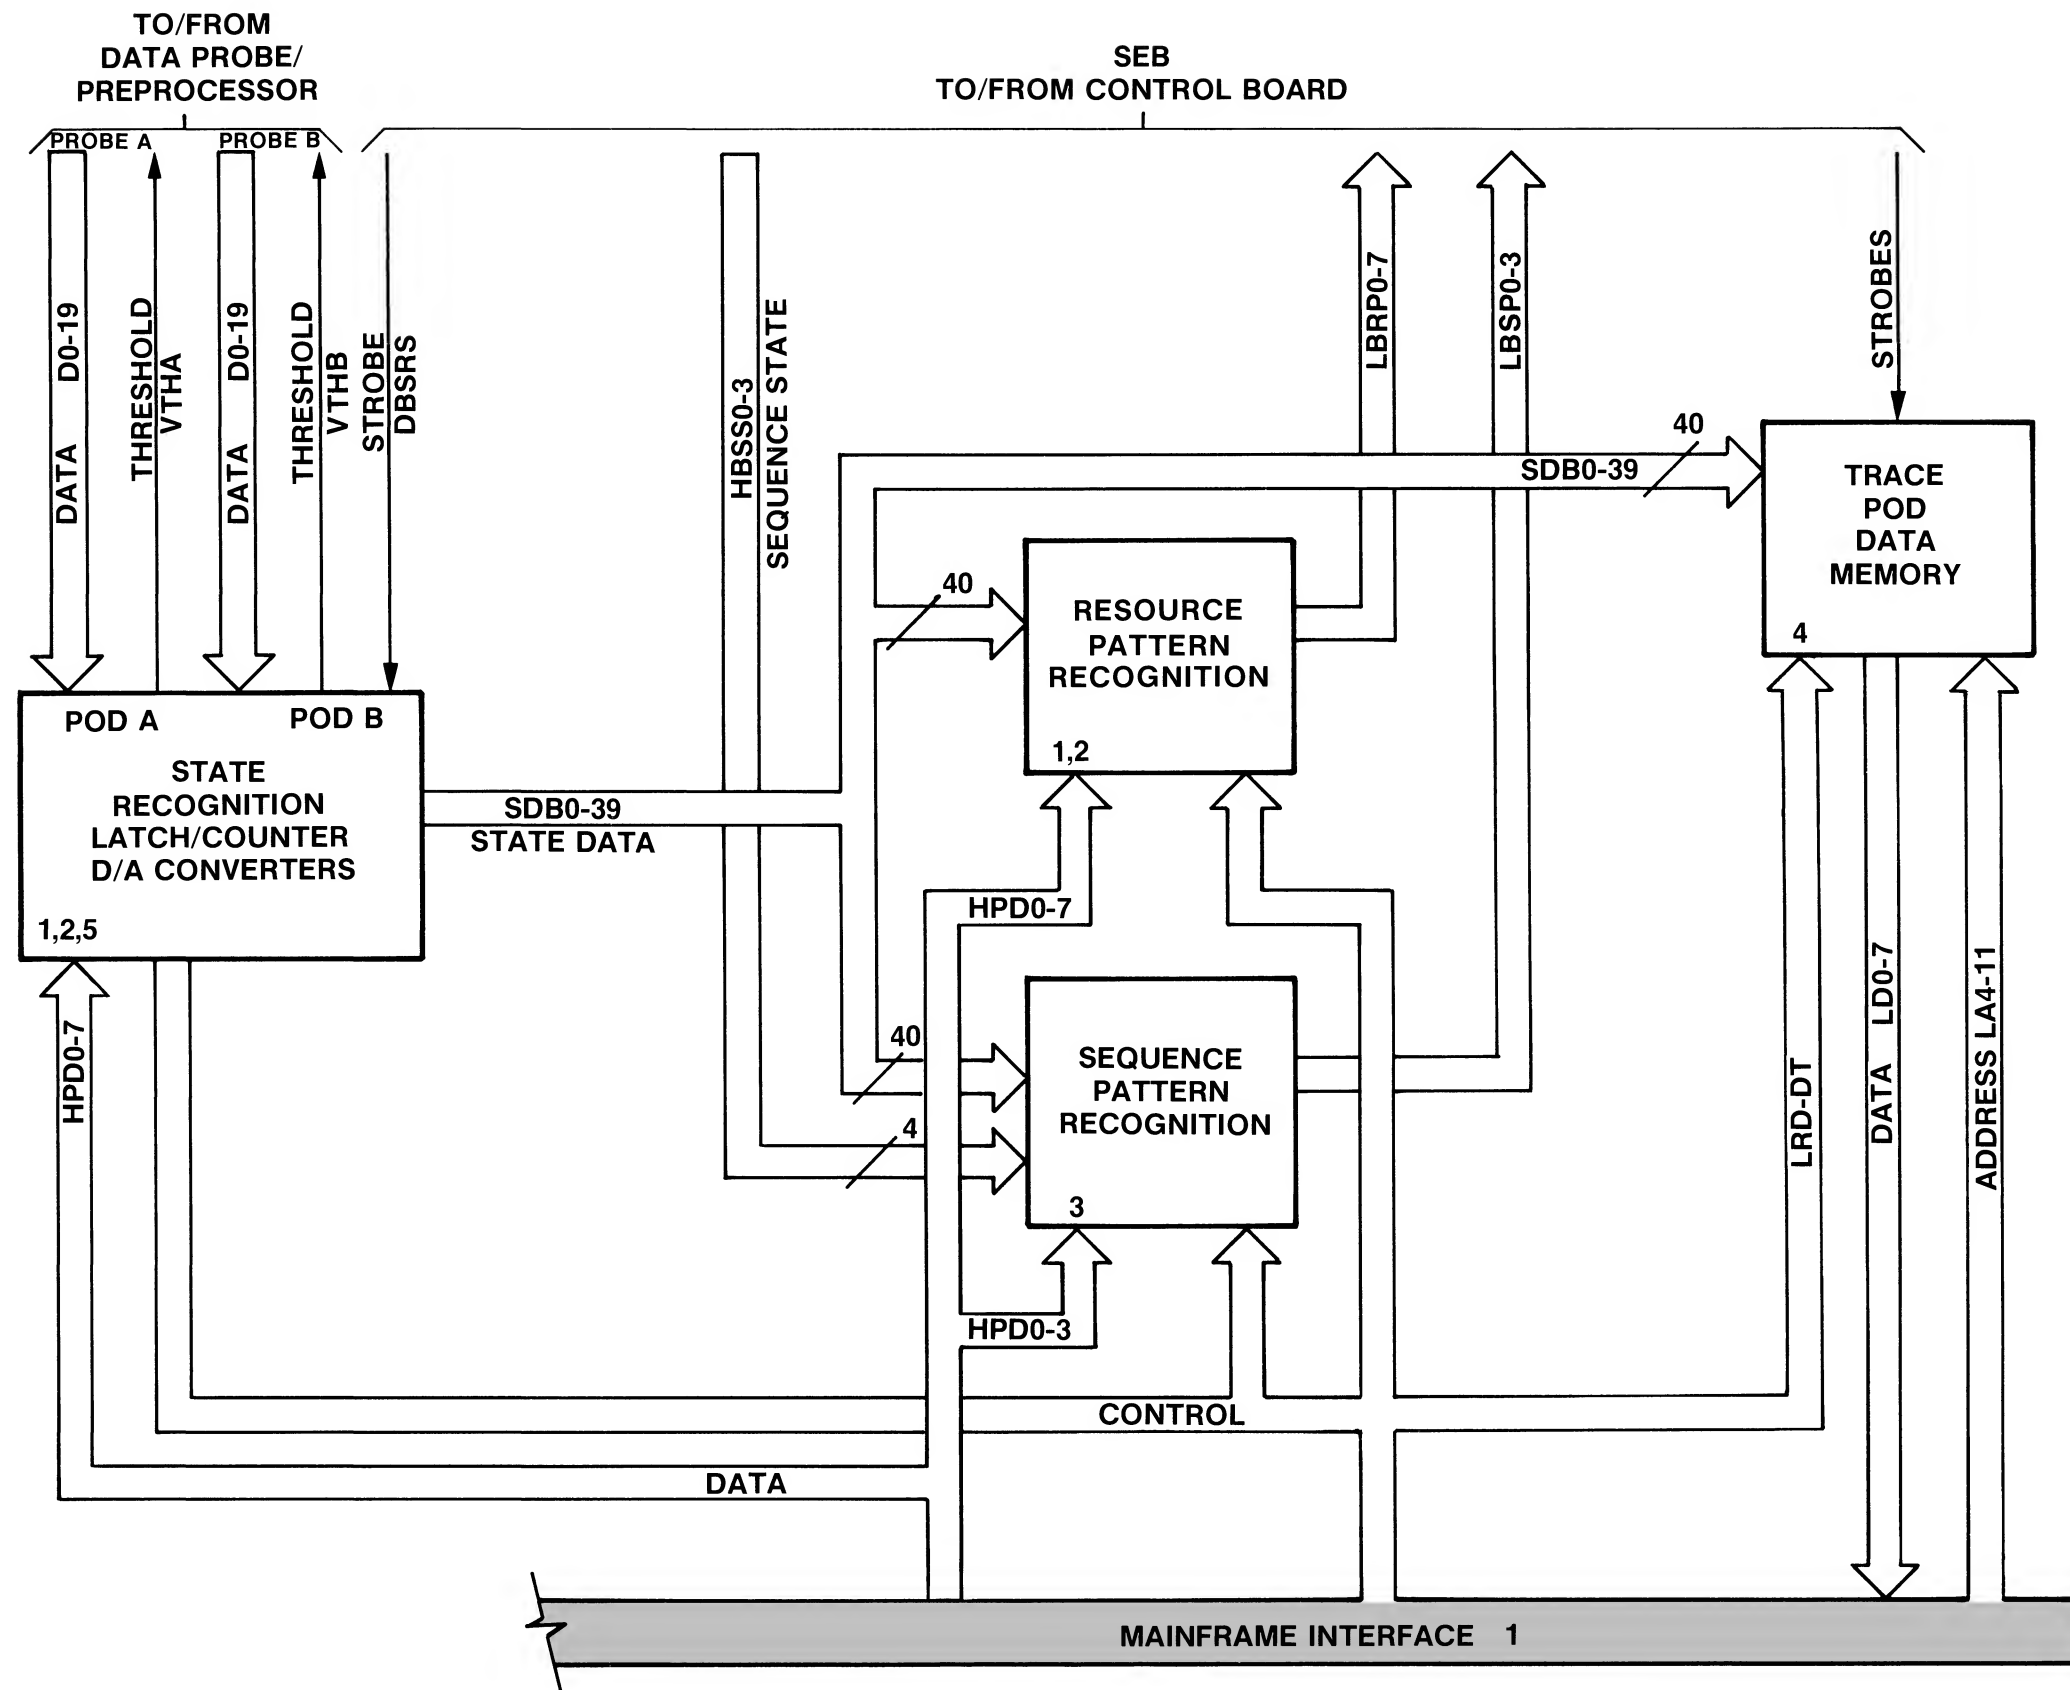 TO/FROM
DATA PROBE/
PREPROCESSOR
SEB
TO/FROM CONTROL BOARD
PROBE A
PROBE B
DATA D0-19
THRESHOLD
VTHA
DATA D0-19
THRESHOLD
VTHB
STROBE
DBSRS
HBSS0-3
SEQUENCE STATE
LBRP0-7
LBSP0-3
STROBES
40
SDB0-39
TRACE
POD
DATA
MEMORY
4
40
RESOURCE
PATTERN
RECOGNITION
1,2
POD A
POD B
STATE
RECOGNITION
LATCH/COUNTER
D/A CONVERTERS
1,2,5
SDB0-39
STATE DATA
HPD0-7
HPD0-7
40
4
SEQUENCE
PATTERN
RECOGNITION
3
HPD0-3
LRD-DT
DATA LD0-7
ADDRESS LA4-11
CONTROL
DATA
MAINFRAME INTERFACE 1